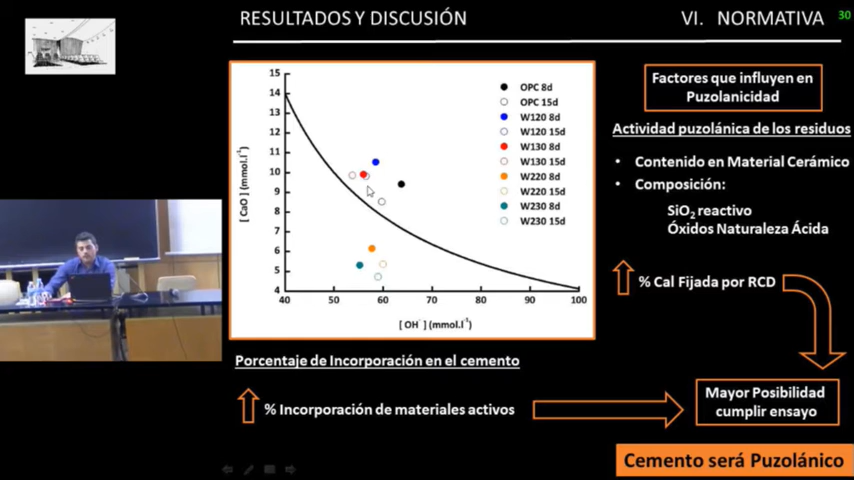 RESULTADOS Y DISCUSIÓN
VI. NORMATIVA
30
15
14
13
12
11
10
9
8
7
6
5
4
40
50
60
70
80
90
100
[ CaO ] (mmol.l⁻¹)
[ OH⁻ ] (mmol.l⁻¹)
OPC 8d
OPC 15d
W120 8d
W120 15d
W130 8d
W130 15d
W220 8d
W220 15d
W230 8d
W230 15d
Factores que influyen en
Puzolanicidad
Actividad puzolánica de los residuos
• Contenido en Material Cerámico
• Composición:
SiO₂ reactivo
Óxidos Naturaleza Ácida
% Cal Fijada por RCD
Porcentaje de Incorporación en el cemento
% Incorporación de materiales activos
Mayor Posibilidad
cumplir ensayo
Cemento será Puzolánico